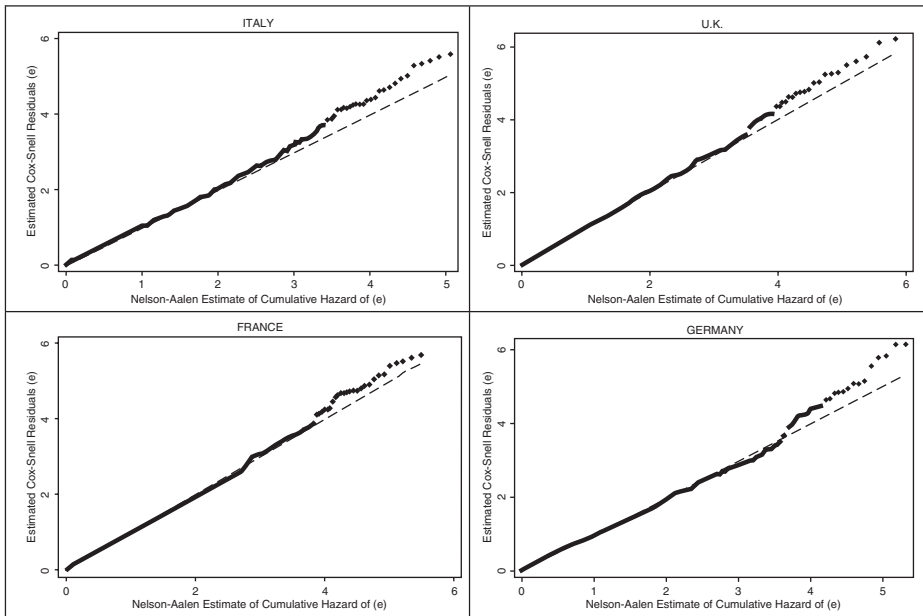 ITALY
Estimated Cox-Snell Residuals (e)
6
4
2
0
0 1 2 3 4 5
Nelson-Aalen Estimate of Cumulative Hazard of (e)
U.K.
Estimated Cox-Snell Residuals (e)
6
4
2
0
0 2 4 6
Nelson-Aalen Estimate of Cumulative Hazard of (e)
FRANCE
Estimated Cox-Snell Residuals (e)
6
4
2
0
0 2 4 6
Nelson-Aalen Estimate of Cumulative Hazard of (e)
GERMANY
Estimated Cox-Snell Residuals (e)
6
4
2
0
0 1 2 3 4 5
Nelson-Aalen Estimate of Cumulative Hazard of (e)